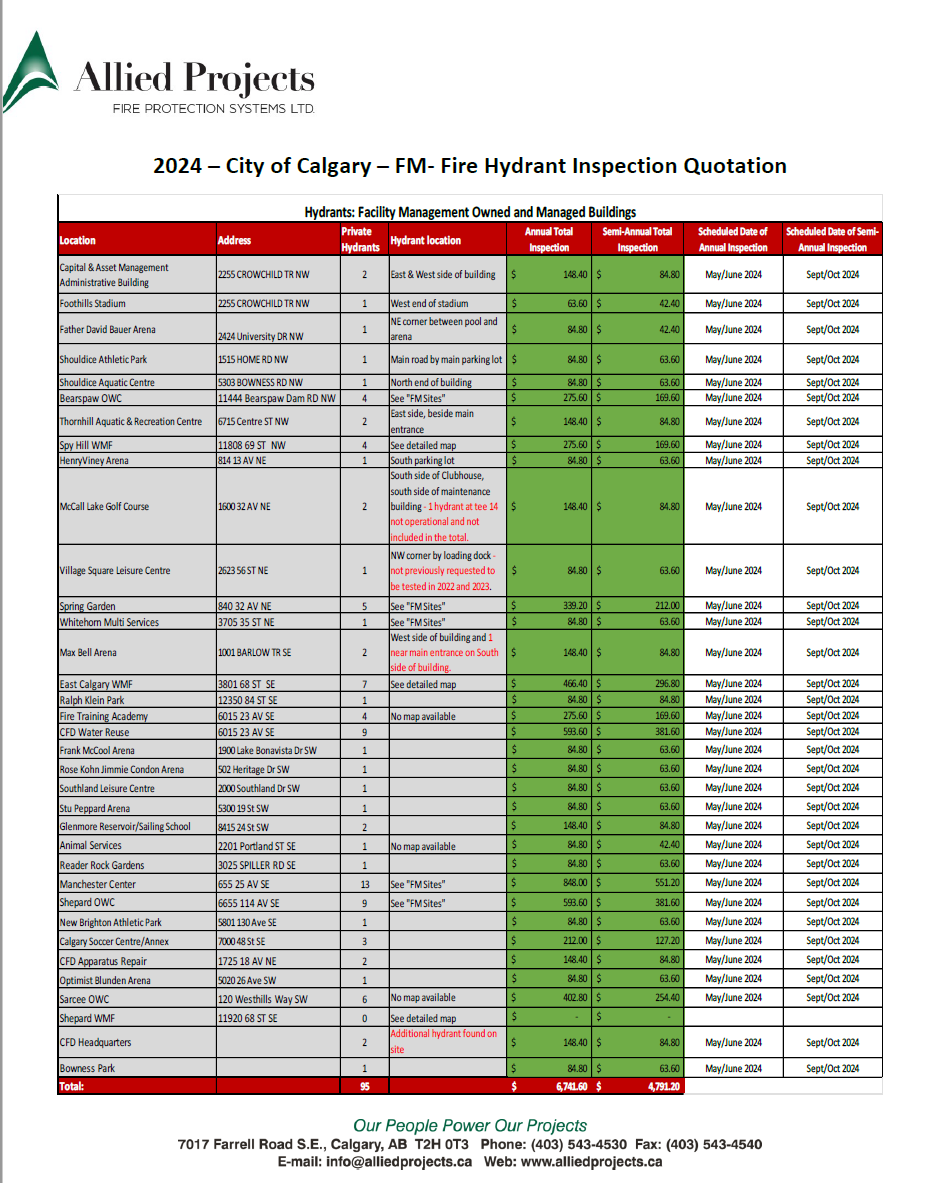 Allied Projects
FIRE PROTECTION SYSTEMS LTD.
2024 – City of Calgary – FM- Fire Hydrant Inspection Quotation
Hydrants: Facility Management Owned and Managed Buildings
Location Address Private Hydrants Hydrant location Annual Total Inspection Semi-Annual Total Inspection Scheduled Date of Annual Inspection Scheduled Date of Semi-Annual Inspection
Capital & Asset Management Administrative Building 2255 CROWCHILD TR NW 2 East & West side of building $ 148.40 $ 84.80 May/June 2024 Sept/Oct 2024
Foothills Stadium 2255 CROWCHILD TR NW 1 West end of stadium $ 63.60 $ 42.40 May/June 2024 Sept/Oct 2024
Father David Bauer Arena 2424 University DR NW 1 NE corner between pool and arena $ 84.80 $ 42.40 May/June 2024 Sept/Oct 2024
Shouldice Athletic Park 1515 HOME RD NW 1 Main road by main parking lot $ 84.80 $ 63.60 May/June 2024 Sept/Oct 2024
Shouldice Aquatic Centre 5303 BOWNESS RD NW 1 North end of building $ 84.80 $ 63.60 May/June 2024 Sept/Oct 2024
Bearspaw OWC 11444 Bearspaw Dam RD NW 4 See "FM Sites" $ 275.60 $ 169.60 May/June 2024 Sept/Oct 2024
Thornhill Aquatic & Recreation Centre 6715 Centre ST NW 2 East side, beside main entrance $ 148.40 $ 84.80 May/June 2024 Sept/Oct 2024
Spy Hill WMF 11808 69 ST NW 4 See detailed map $ 275.60 $ 169.60 May/June 2024 Sept/Oct 2024
HenryViney Arena 814 13 AV NE 1 South parking lot $ 84.80 $ 63.60 May/June 2024 Sept/Oct 2024
McCall Lake Golf Course 1600 32 AV NE 2 South side of Clubhouse, south side of maintenance building - 1 hydrant at tee 14 not operational and not included in the total. $ 148.40 $ 84.80 May/June 2024 Sept/Oct 2024
Village Square Leisure Centre 2623 56 ST NE 1 NW corner by loading dock - not previously requested to be tested in 2022 and 2023. $ 84.80 $ 63.60 May/June 2024 Sept/Oct 2024
Spring Garden 840 32 AV NE 5 See "FM Sites" $ 339.20 $ 212.00 May/June 2024 Sept/Oct 2024
Whitehorn Multi Services 3705 35 ST NE 1 See "FM Sites" $ 84.80 $ 63.60 May/June 2024 Sept/Oct 2024
Max Bell Arena 1001 BARLOW TR SE 2 West side of building and 1 near main entrance on South side of building. $ 148.40 $ 84.80 May/June 2024 Sept/Oct 2024
East Calgary WMF 3801 68 ST SE 7 See detailed map $ 466.40 $ 296.80 May/June 2024 Sept/Oct 2024
Ralph Klein Park 12350 84 ST SE 1 $ 84.80 $ 84.80 May/June 2024 Sept/Oct 2024
Fire Training Academy 6015 23 AV SE 4 No map available $ 275.60 $ 169.60 May/June 2024 Sept/Oct 2024
CFD Water Reuse 6015 23 AV SE 9 $ 593.60 $ 381.60 May/June 2024 Sept/Oct 2024
Frank McCool Arena 1900 Lake Bonavista Dr SW 1 $ 84.80 $ 63.60 May/June 2024 Sept/Oct 2024
Rose Kohn Jimmie Condon Arena 502 Heritage Dr SW 1 $ 84.80 $ 63.60 May/June 2024 Sept/Oct 2024
Southland Leisure Centre 2000 Southland Dr SW 1 $ 84.80 $ 63.60 May/June 2024 Sept/Oct 2024
Stu Peppard Arena 5300 19 St SW 1 $ 84.80 $ 63.60 May/June 2024 Sept/Oct 2024
Glenmore Reservoir/Sailing School 8415 24 St SW 2 $ 148.40 $ 84.80 May/June 2024 Sept/Oct 2024
Animal Services 2201 Portland ST SE 1 No map available $ 84.80 $ 42.40 May/June 2024 Sept/Oct 2024
Reader Rock Gardens 3025 SPILLER RD SE 1 $ 84.80 $ 63.60 May/June 2024 Sept/Oct 2024
Manchester Center 655 25 AV SE 13 See "FM Sites" $ 848.00 $ 551.20 May/June 2024 Sept/Oct 2024
Shepard OWC 6655 114 AV SE 9 See "FM Sites" $ 593.60 $ 381.60 May/June 2024 Sept/Oct 2024
New Brighton Athletic Park 5801 130 Ave SE 1 $ 84.80 $ 63.60 May/June 2024 Sept/Oct 2024
Calgary Soccer Centre/Annex 7000 48 St SE 3 $ 212.00 $ 127.20 May/June 2024 Sept/Oct 2024
CFD Apparatus Repair 1725 18 AV NE 2 $ 148.40 $ 84.80 May/June 2024 Sept/Oct 2024
Optimist Blunden Arena 5020 26 Ave SW 1 $ 84.80 $ 63.60 May/June 2024 Sept/Oct 2024
Sarcee OWC 120 Westhills Way SW 6 No map available $ 402.80 $ 254.40 May/June 2024 Sept/Oct 2024
Shepard WMF 11920 68 ST SE 0 See detailed map $ - $ -
CFD Headquarters 2 Additional hydrant found on site $ 148.40 $ 84.80 May/June 2024 Sept/Oct 2024
Bowness Park 1 $ 84.80 $ 63.60 May/June 2024 Sept/Oct 2024
Total: 95 $ 6,741.60 $ 4,791.20
Our People Power Our Projects
7017 Farrell Road S.E., Calgary, AB T2H 0T3 Phone: (403) 543-4530 Fax: (403) 543-4540
E-mail: info@alliedprojects.ca Web: www.alliedprojects.ca